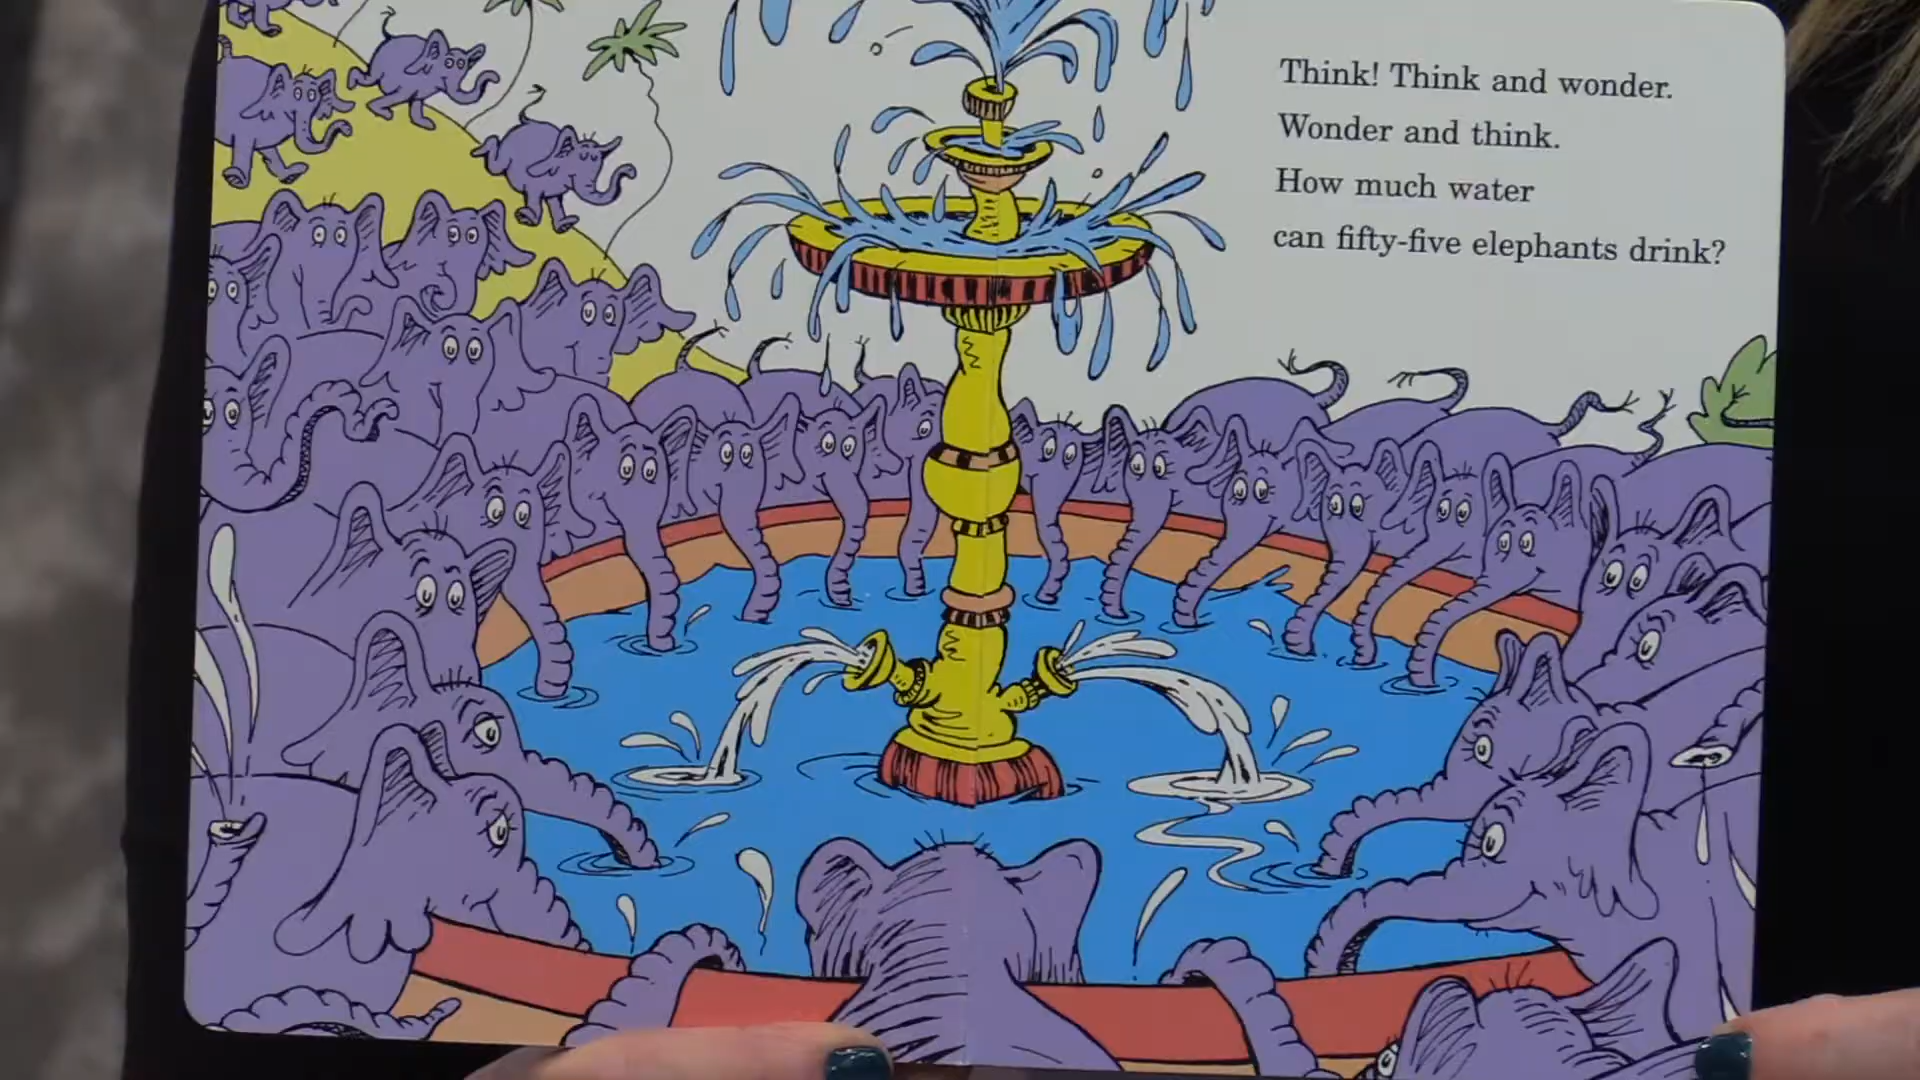 Think! Think and wonder.
Wonder and think.
How much water
can fifty-five elephants drink?